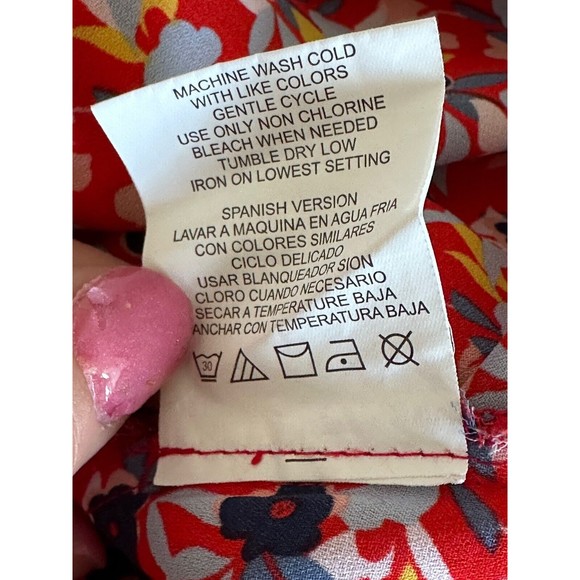 MACHINE WASH COLD
WITH LIKE COLORS
GENTLE CYCLE
USE ONLY NON CHLORINE
BLEACH WHEN NEEDED
TUMBLE DRY LOW
IRON ON LOWEST SETTING
SPANISH VERSION
LAVAR A MAQUINA EN AGUA FRIA
CON COLORES SIMILARES
CICLO DELICADO
USAR BLANQUEADOR SION
CLORO CUANDO NECESARIO
SECAR A TEMPERATURE BAJA
ANCHAR CON TEMPERATURA BAJA
30